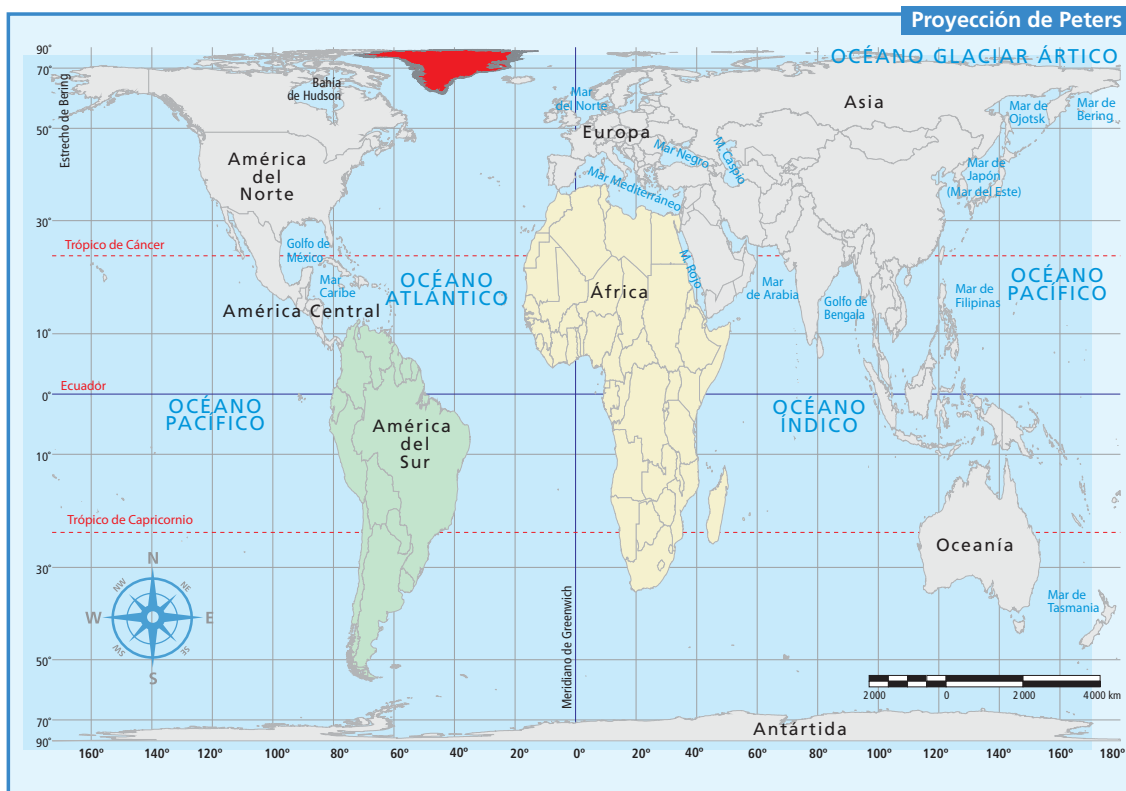 Proyección de Peters
OCÉANO GLACIAR ÁRTICO
90°
70°
50°
30°
10°
0°
10°
30°
50°
70°
90°
Estrecho de Bering
Bahía
de Hudson
Mar
del Norte
Asia
Mar de
Ojotsk
Mar de
Bering
Europa
América
del
Norte
Mar Negro
M. Caspio
Mar de
Japón
(Mar del Este)
Mar Mediterráneo
Trópico de Cáncer
Golfo de
México
OCÉANO
ATLÁNTICO
M. Rojo
OCÉANO
PACÍFICO
Mar
Caribe
África
Mar
de Arabia
Golfo de
Bengala
Mar de
Filipinas
América Central
Ecuador
OCÉANO
PACÍFICO
América
del
Sur
OCÉANO
ÍNDICO
Trópico de Capricornio
Oceanía
N
NW
NE
W
E
SW
SE
S
Meridiano de Greenwich
Mar de
Tasmania
2 000
0
2 000
4 000 km
Antártida
160° 140° 120° 100° 80° 60° 40° 20° 0° 20° 40° 60° 80° 100° 120° 140° 160° 180°